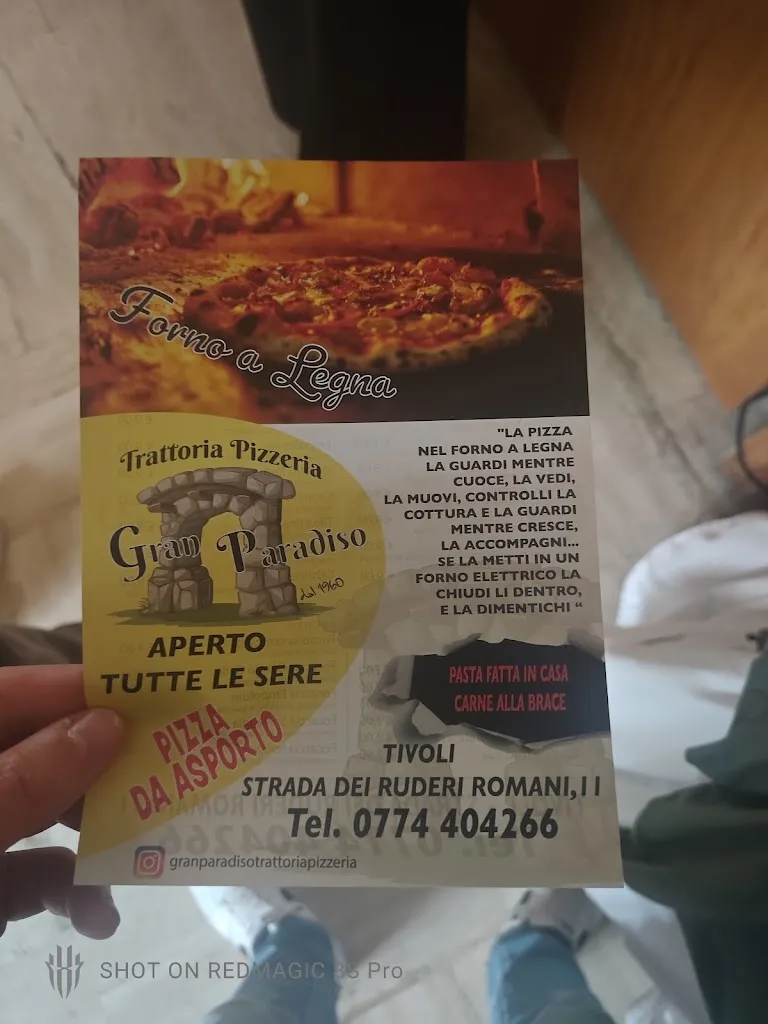 Forno a Legna
Trattoria Pizzeria
Gran Paradiso
dal 1960
APERTO
TUTTE LE SERE
PIZZA
DA ASPORTO
"LA PIZZA
NEL FORNO A LEGNA
LA GUARDI MENTRE
CUOCE, LA VEDI,
LA MUOVI, CONTROLLI LA
COTTURA E LA GUARDI
MENTRE CRESCE,
LA ACCOMPAGNI...
SE LA METTI IN UN
FORNO ELETTRICO LA
CHIUDI LI DENTRO,
E LA DIMENTICHI “
PASTA FATTA IN CASA
CARNE ALLA BRACE
TIVOLI
STRADA DEI RUDERI ROMANI,11
Tel. 0774 404266
granparadisotrattoriapizzeria
SHOT ON REDMAGIC 8S Pro